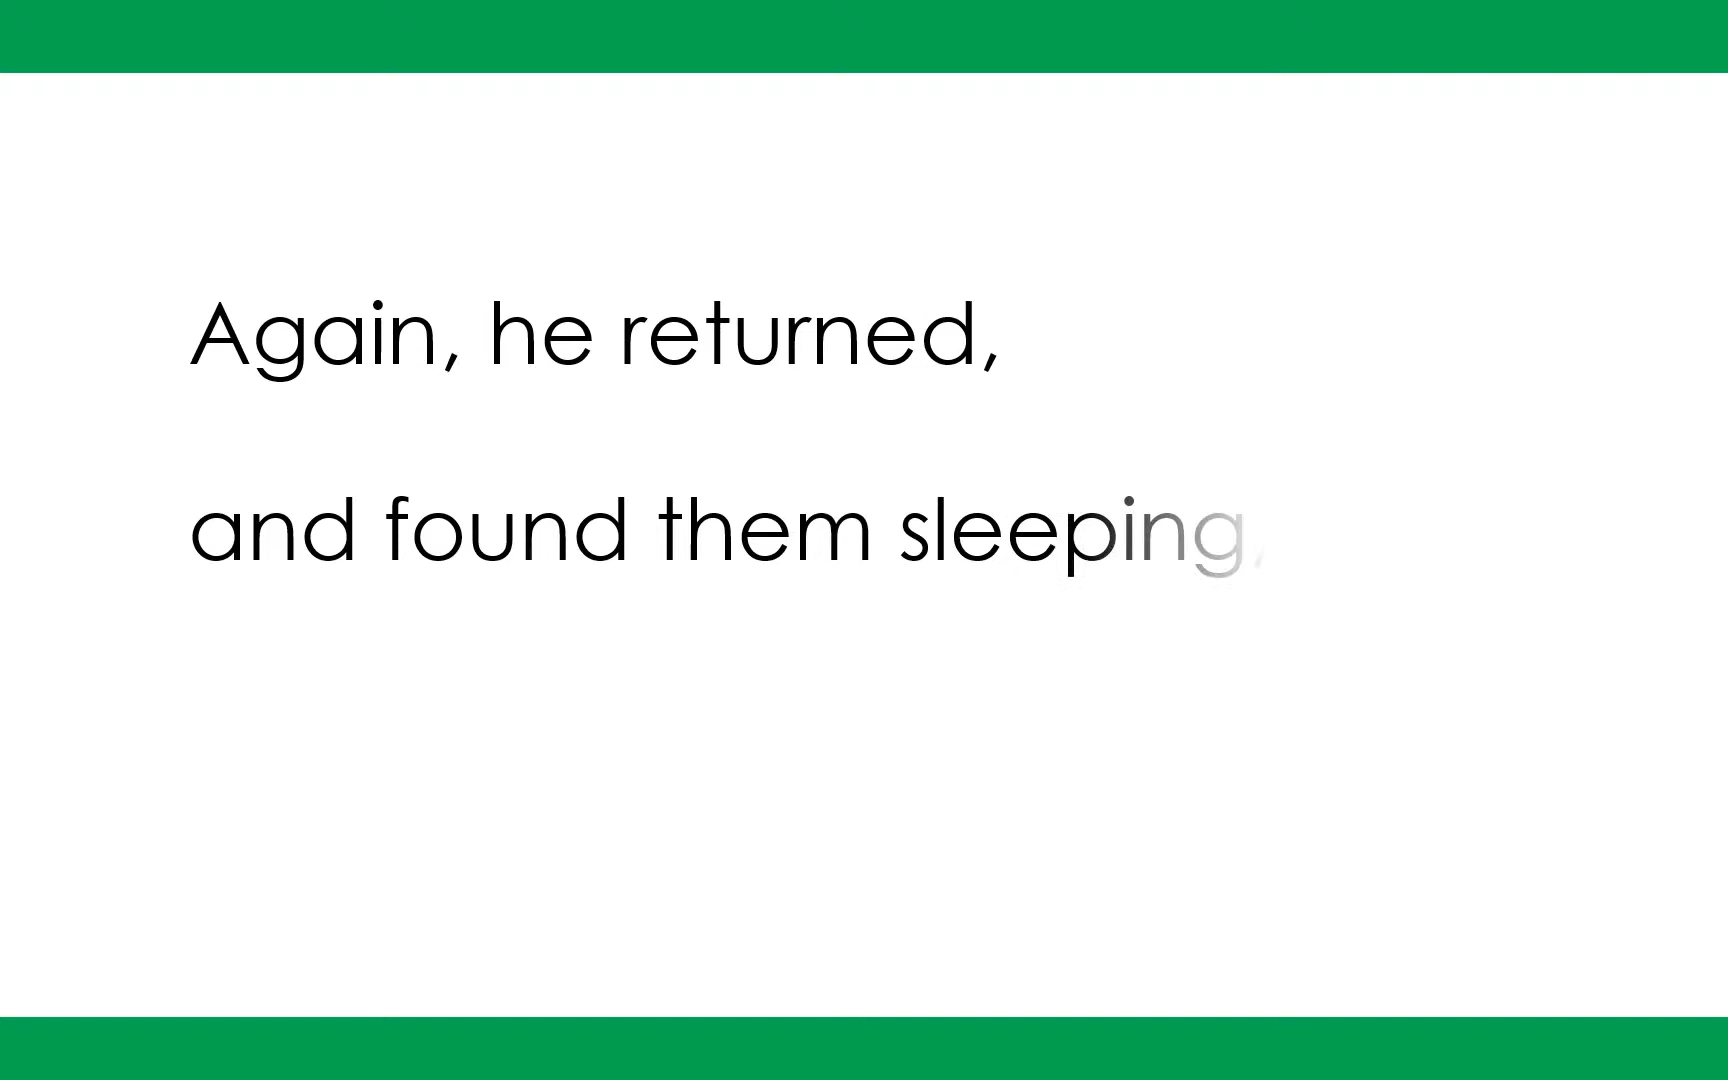 Again, he returned,
and found them sleeping,